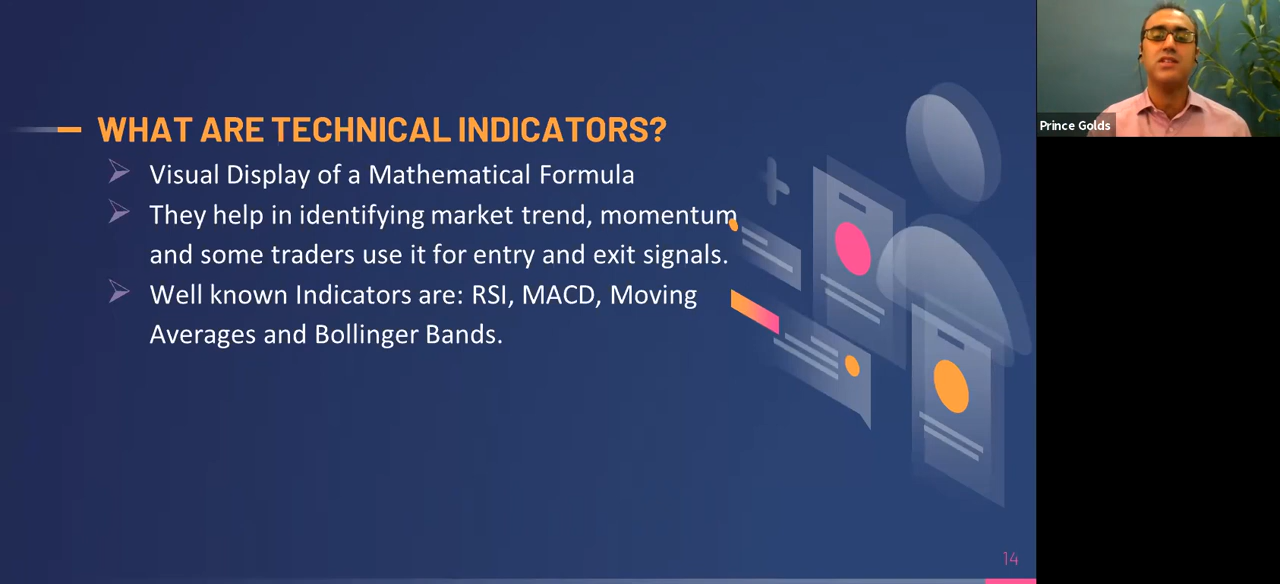 WHAT ARE TECHNICAL INDICATORS?
Visual Display of a Mathematical Formula
They help in identifying market trend, momentum
and some traders use it for entry and exit signals.
Well known Indicators are: RSI, MACD, Moving
Averages and Bollinger Bands.
14
Prince Golds